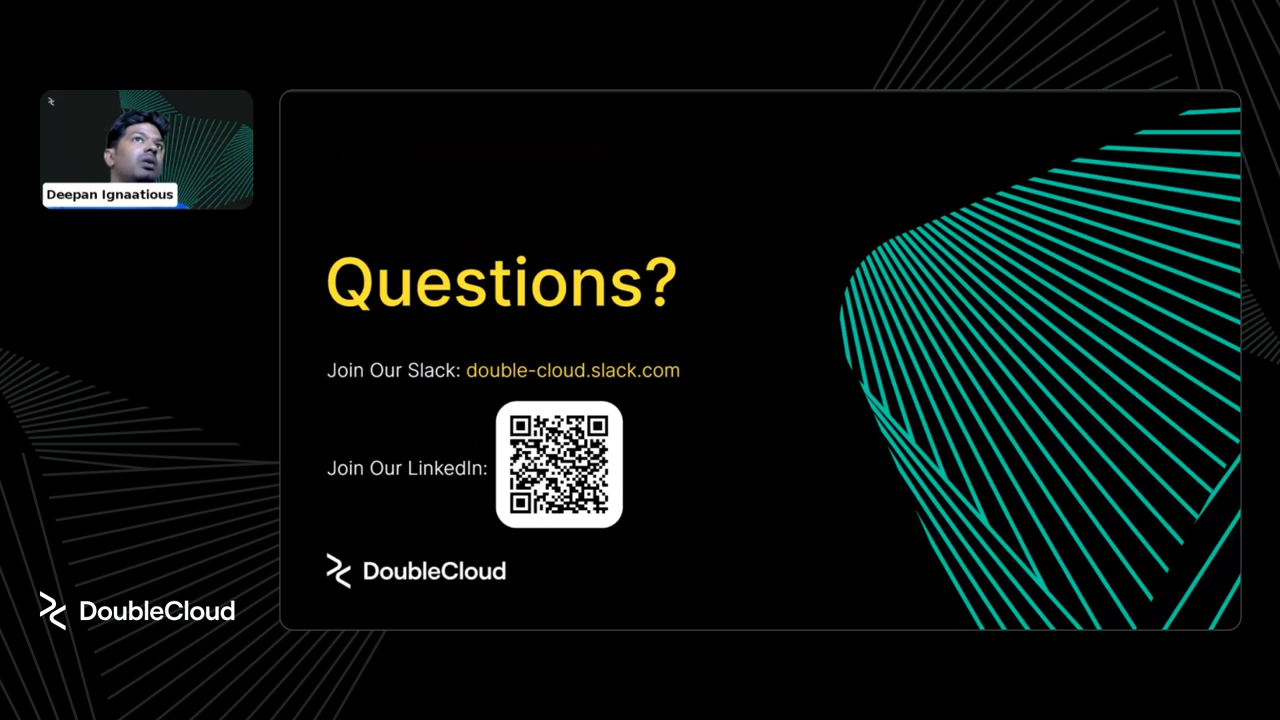 Deepan Ignaatious
Questions?
Join Our Slack: double-cloud.slack.com
Join Our LinkedIn:
DoubleCloud
DoubleCloud